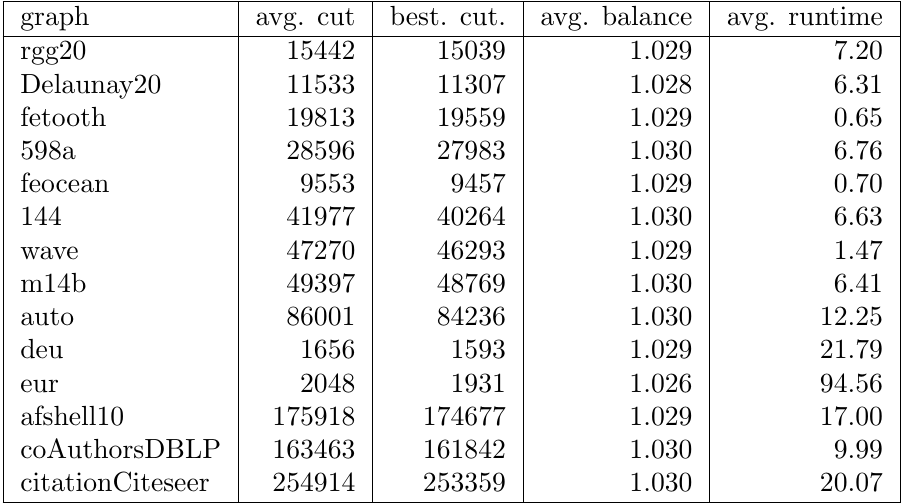 graph avg. cut best. cut. avg. balance avg. runtime
rgg20 15442 15039 1.029 7.20
Delaunay20 11533 11307 1.028 6.31
fetooth 19813 19559 1.029 0.65
598a 28596 27983 1.030 6.76
feocean 9553 9457 1.029 0.70
144 41977 40264 1.030 6.63
wave 47270 46293 1.029 1.47
m14b 49397 48769 1.030 6.41
auto 86001 84236 1.030 12.25
deu 1656 1593 1.029 21.79
eur 2048 1931 1.026 94.56
afshell10 175918 174677 1.029 17.00
coAuthorsDBLP 163463 161842 1.030 9.99
citationCiteseer 254914 253359 1.030 20.07